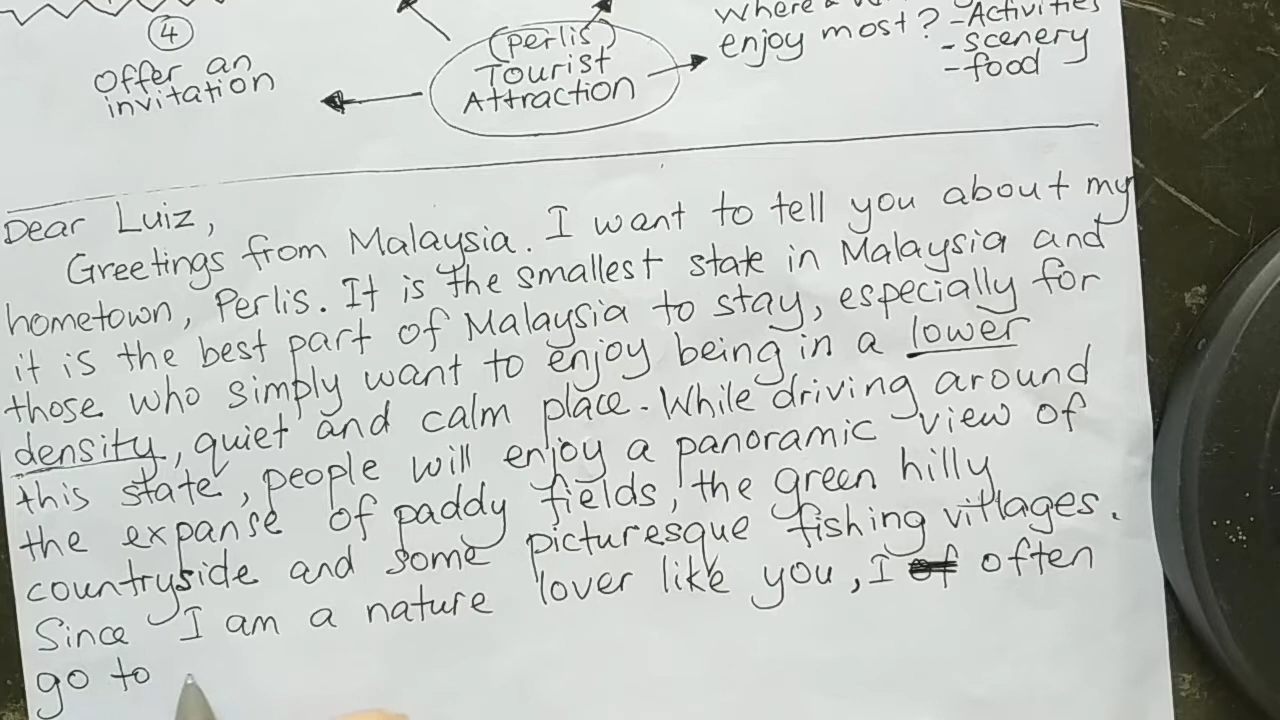 4
Offer an
invitation
(Perlis)
Tourist
Attraction
Where
enjoy most?
-Activities
-scenery
-food
Dear Luiz,
Greetings from Malaysia. I want to tell you about my
hometown, Perlis. It is the smallest state in Malaysia and
it is the best part of Malaysia to stay, especially for
those who simply want to enjoy being in a lower
density, quiet and calm place. While driving around
this state, people will enjoy a panoramic view of
the expanse of paddy fields, the green hilly
countryside and some picturesque fishing villages.
Since I am a nature lover like you, I often
go to